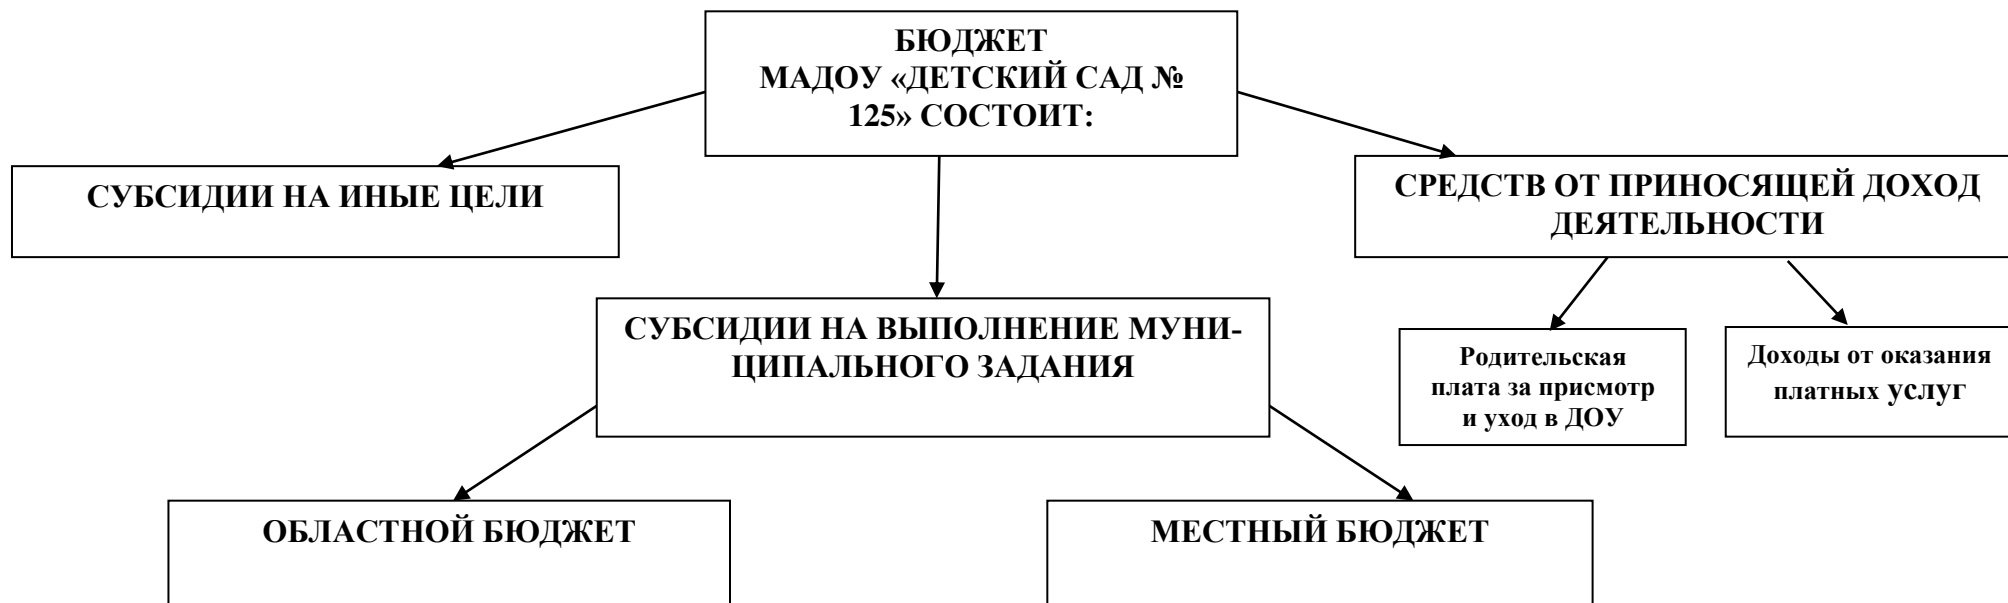 БЮДЖЕТ
МАДОУ «ДЕТСКИЙ САД №
125» СОСТОИТ:
СУБСИДИИ НА ИНЫЕ ЦЕЛИ
СРЕДСТВ ОТ ПРИНОСЯЩЕЙ ДОХОД
ДЕЯТЕЛЬНОСТИ
СУБСИДИИ НА ВЫПОЛНЕНИЕ МУНИ-
ЦИПАЛЬНОГО ЗАДАНИЯ
Родительская
плата за присмотр
и уход в ДОУ
Доходы от оказания
платных услуг
ОБЛАСТНОЙ БЮДЖЕТ
МЕСТНЫЙ БЮДЖЕТ